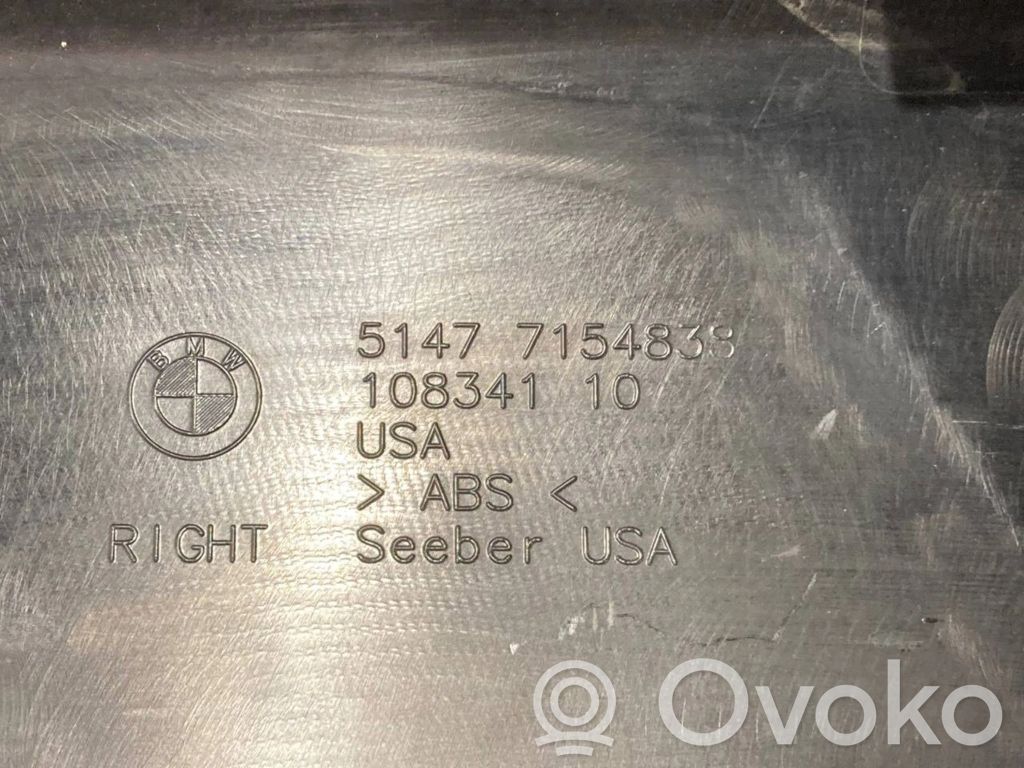 BMW
5147 7154838
108341 10
USA
> ABS <
RIGHT Seeber USA
Ovoko